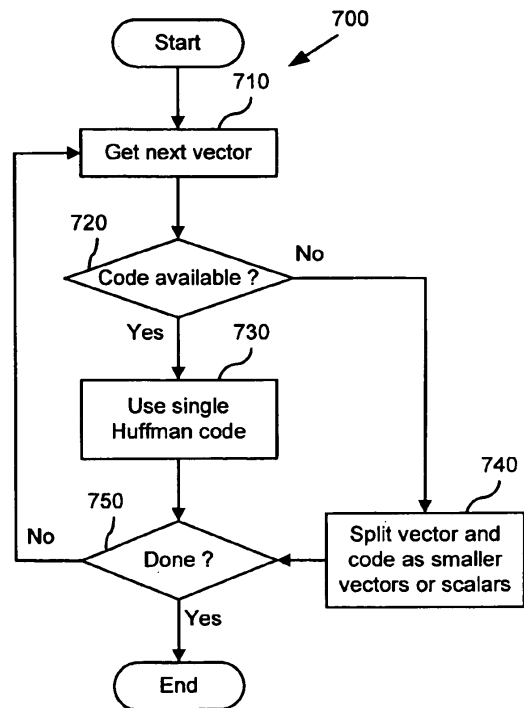 Start
700
710
Get next vector
720
Code available ?
No
Yes
730
Use single
Huffman code
740
Split vector and
code as smaller
vectors or scalars
750
No
Done ?
Yes
End